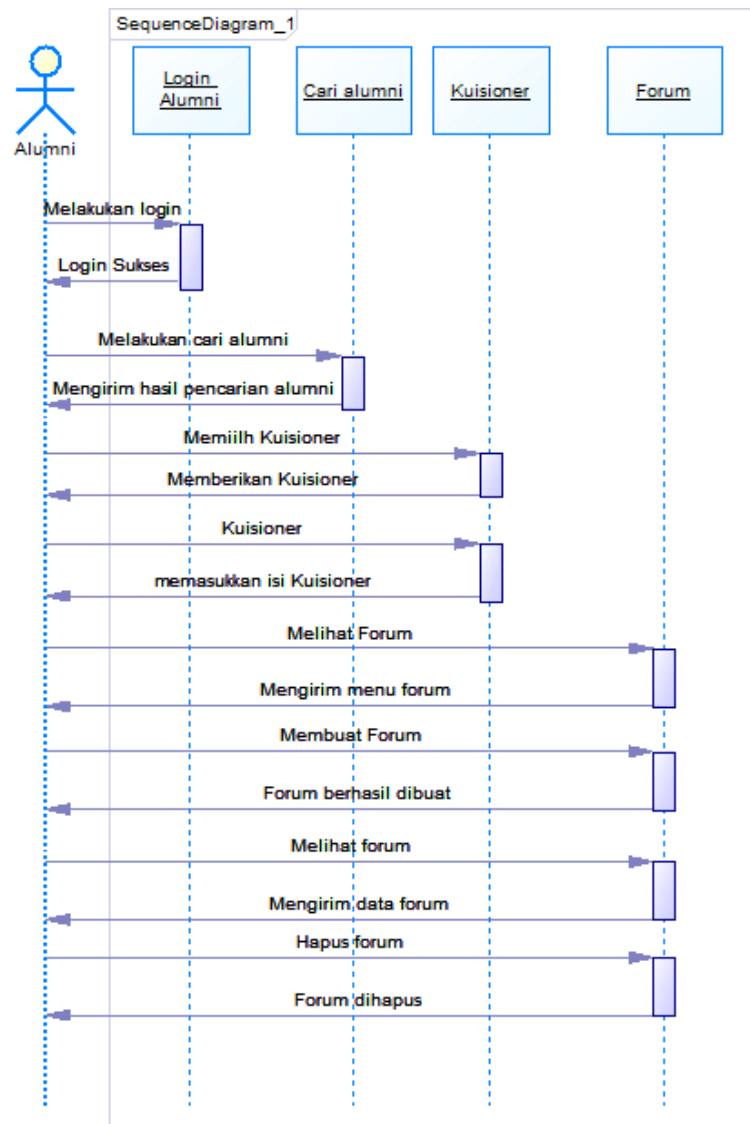 SequenceDiagram_1
Login
Alumni
Cari alumni
Kuisioner
Forum
Alumni
Melakukan login
Login Sukses
Melakukan cari alumni
Mengirim hasil pencarian alumni
Memiilh Kuisioner
Memberikan Kuisioner
Kuisioner
memasukkan isi Kuisioner
Melihat Forum
Mengirim menu forum
Membuat Forum
Forum berhasil dibuat
Melihat forum
Mengirim data forum
Hapus forum
Forum dihapus